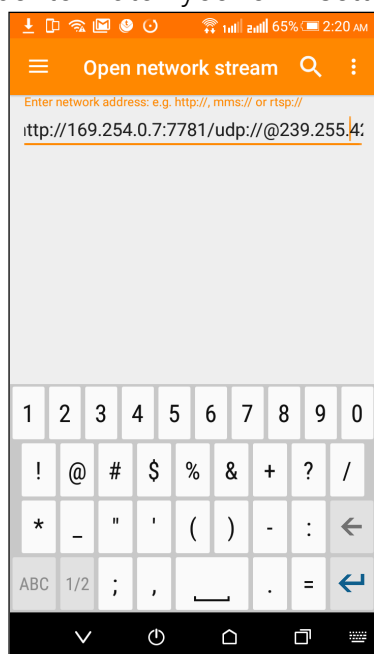 65% 2:20 AM
Open network stream
Enter network address: e.g. http://, mms:// or rtsp://
ttp://169.254.0.7:7781/udp://@239.255.42
1 2 3 4 5 6 7 8 9 0
! @ # $ % & + ? /
* _ " ' ( ) - :
ABC 1/2 ; , . =